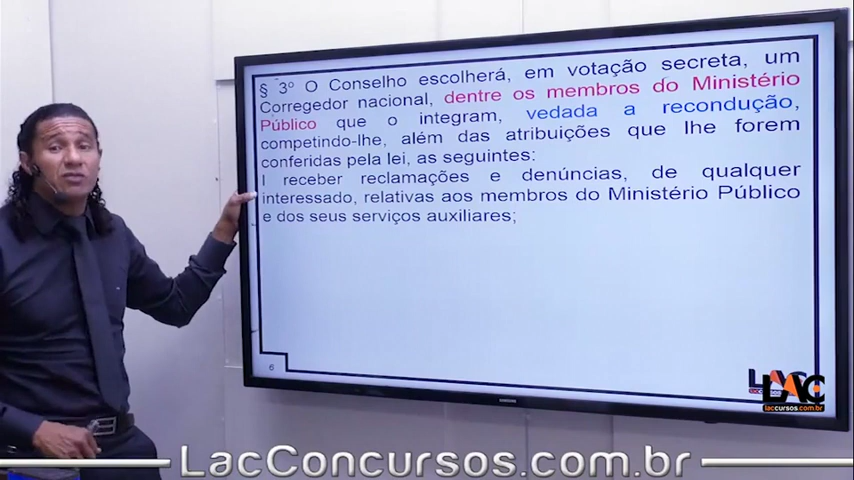 § 3º O Conselho escolherá, em votação secreta, um
Corregedor nacional, dentre os membros do Ministério
Público que o integram, vedada a recondução,
competindo-lhe, além das atribuições que lhe forem
conferidas pela lei, as seguintes:
I receber reclamações e denúncias, de qualquer
interessado, relativas aos membros do Ministério Público
e dos seus serviços auxiliares;
6
LAC
laccursos.com.br
SAMSUNG
LacConcursos.com.br